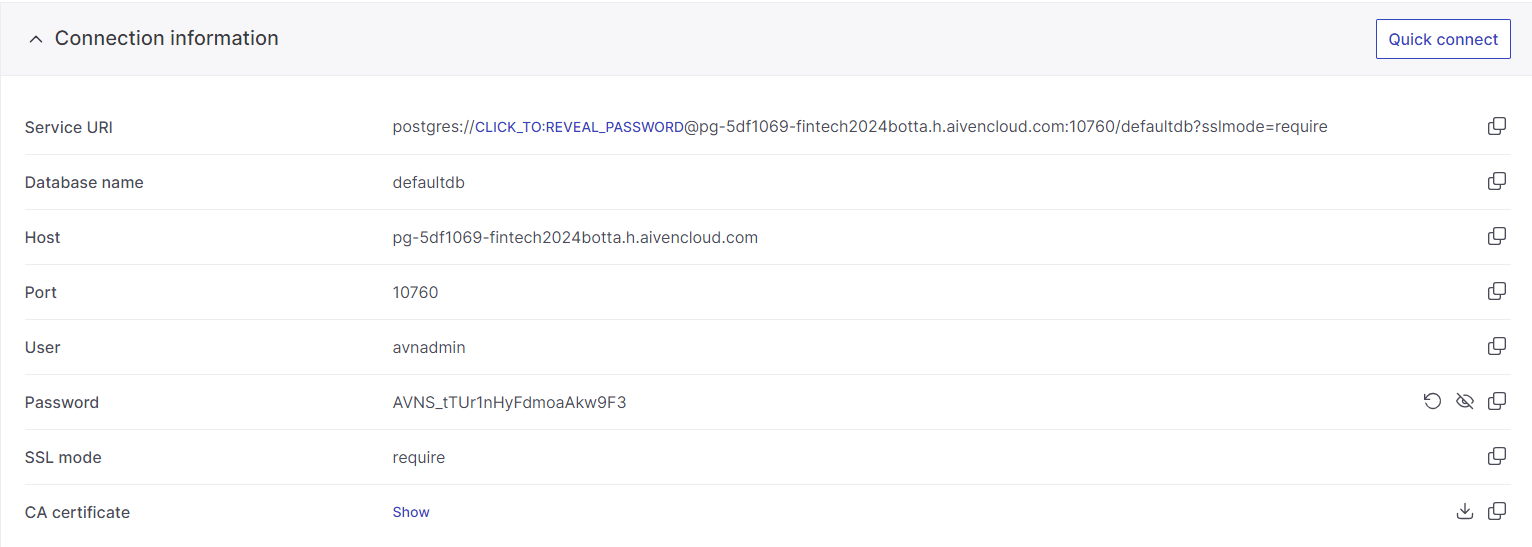 Connection information
Quick connect
Service URI postgres://CLICK_TO:REVEAL_PASSWORD@pg-5df1069-fintech2024botta.h.aivencloud.com:10760/defaultdb?sslmode=require
Database name defaultdb
Host pg-5df1069-fintech2024botta.h.aivencloud.com
Port 10760
User avnadmin
Password AVNS_tTUr1nHyFdmoaAkw9F3
SSL mode require
CA certificate Show